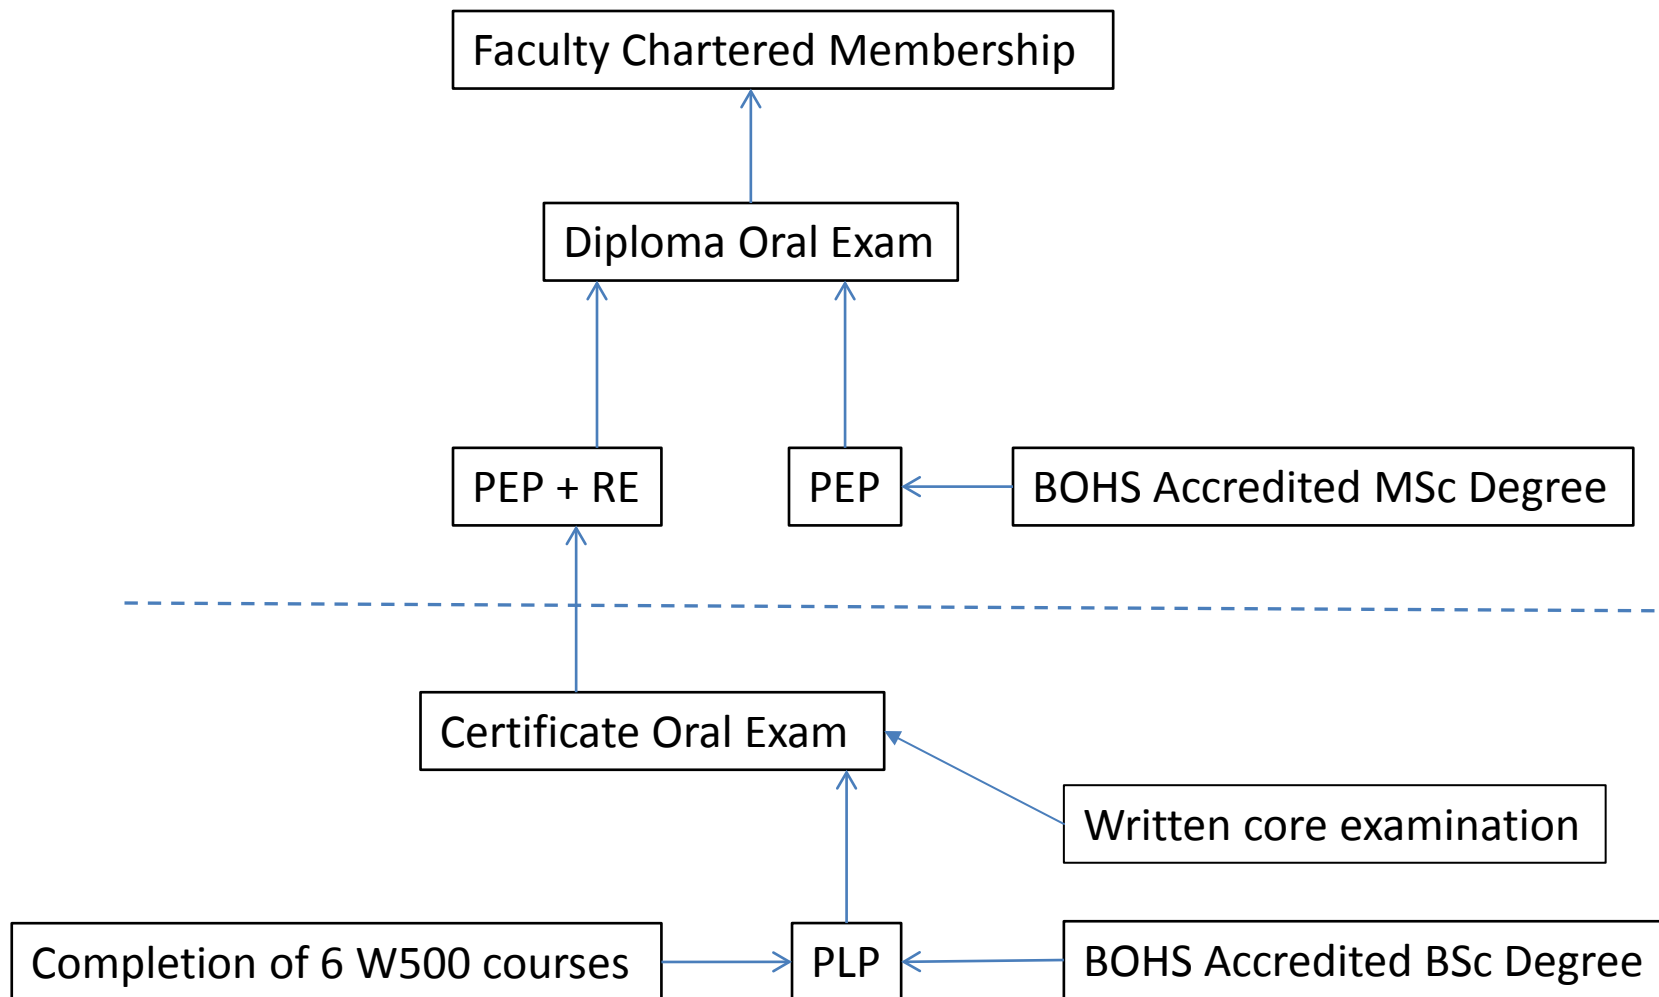 Faculty Chartered Membership
Diploma Oral Exam
PEP + RE
PEP
BOHS Accredited MSc Degree
Certificate Oral Exam
Written core examination
Completion of 6 W500 courses
PLP
BOHS Accredited BSc Degree